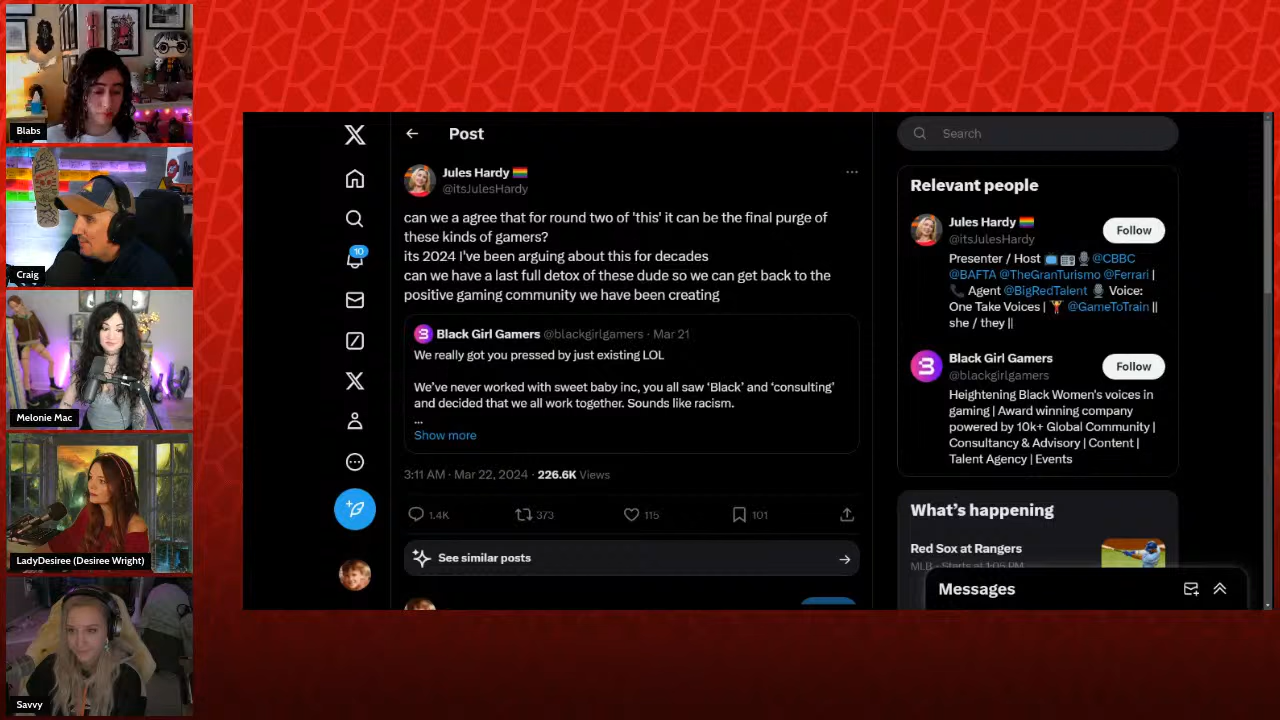 Blabs
Craig
Melonie Mac
LadyDesiree (Desiree Wright)
Savvy
10
Post
Jules Hardy
@itsJulesHardy
can we a agree that for round two of 'this' it can be the final purge of
these kinds of gamers?
its 2024 I've been arguing about this for decades
can we have a last full detox of these dude so we can get back to the
positive gaming community we have been creating
Black Girl Gamers @blackgirlgamers · Mar 21
We really got you pressed by just existing LOL
We've never worked with sweet baby inc, you all saw 'Black' and 'consulting'
and decided that we all work together. Sounds like racism.
...
Show more
3:11 AM · Mar 22, 2024 · 226.6K Views
1.4K 373 115 101
See similar posts
Search
Relevant people
Jules Hardy
@itsJulesHardy
Follow
Presenter / Host @CBBC
@BAFTA @TheGranTurismo @Ferrari |
Agent @BigRedTalent Voice:
One Take Voices | @GameToTrain ||
she / they ||
Black Girl Gamers
@blackgirlgamers
Follow
Heightening Black Women's voices in
gaming | Award winning company
powered by 10k+ Global Community |
Consultancy & Advisory | Content |
Talent Agency | Events
What's happening
Red Sox at Rangers
MLB · Starts at 1:05 PM
Messages